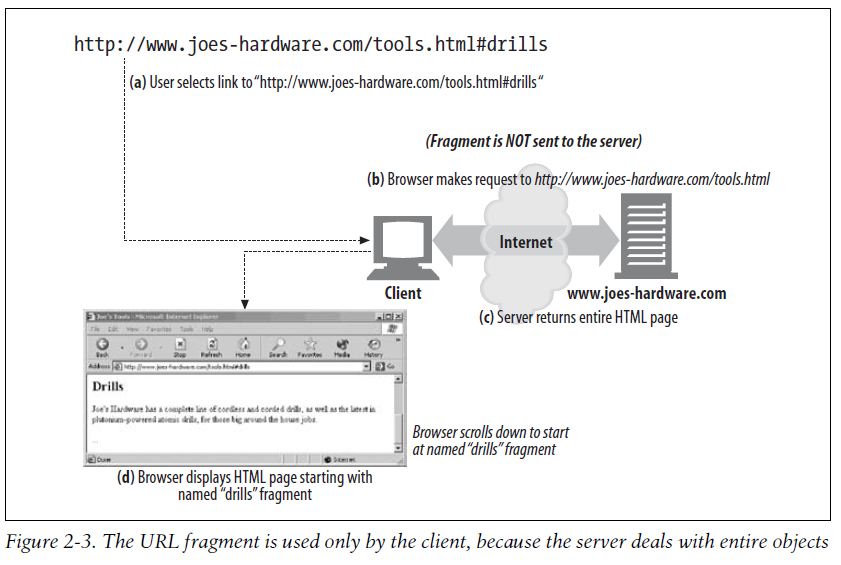 http://www.joes-hardware.com/tools.html#drills
(a) User selects link to “http://www.joes-hardware.com/tools.html#drills“
(Fragment is NOT sent to the server)
(b) Browser makes request to http://www.joes-hardware.com/tools.html
Internet
Client
www.joes-hardware.com
(c) Server returns entire HTML page
Joe's Tools - Microsoft Internet Explorer
File Edit View Favorites Tools Help
Back Forward Stop Refresh Home Search Favorites Media History
Address http://www.joes-hardware.com/tools.html#drills Go
Drills
Joe's Hardware has a complete line of cordless and corded drills, as well as the latest in
plutonium-powered atomic drills, for those big around the house jobs.
...
Done Internet
Browser scrolls down to start
at named “drills” fragment
(d) Browser displays HTML page starting with
named “drills” fragment
Figure 2-3. The URL fragment is used only by the client, because the server deals with entire objects